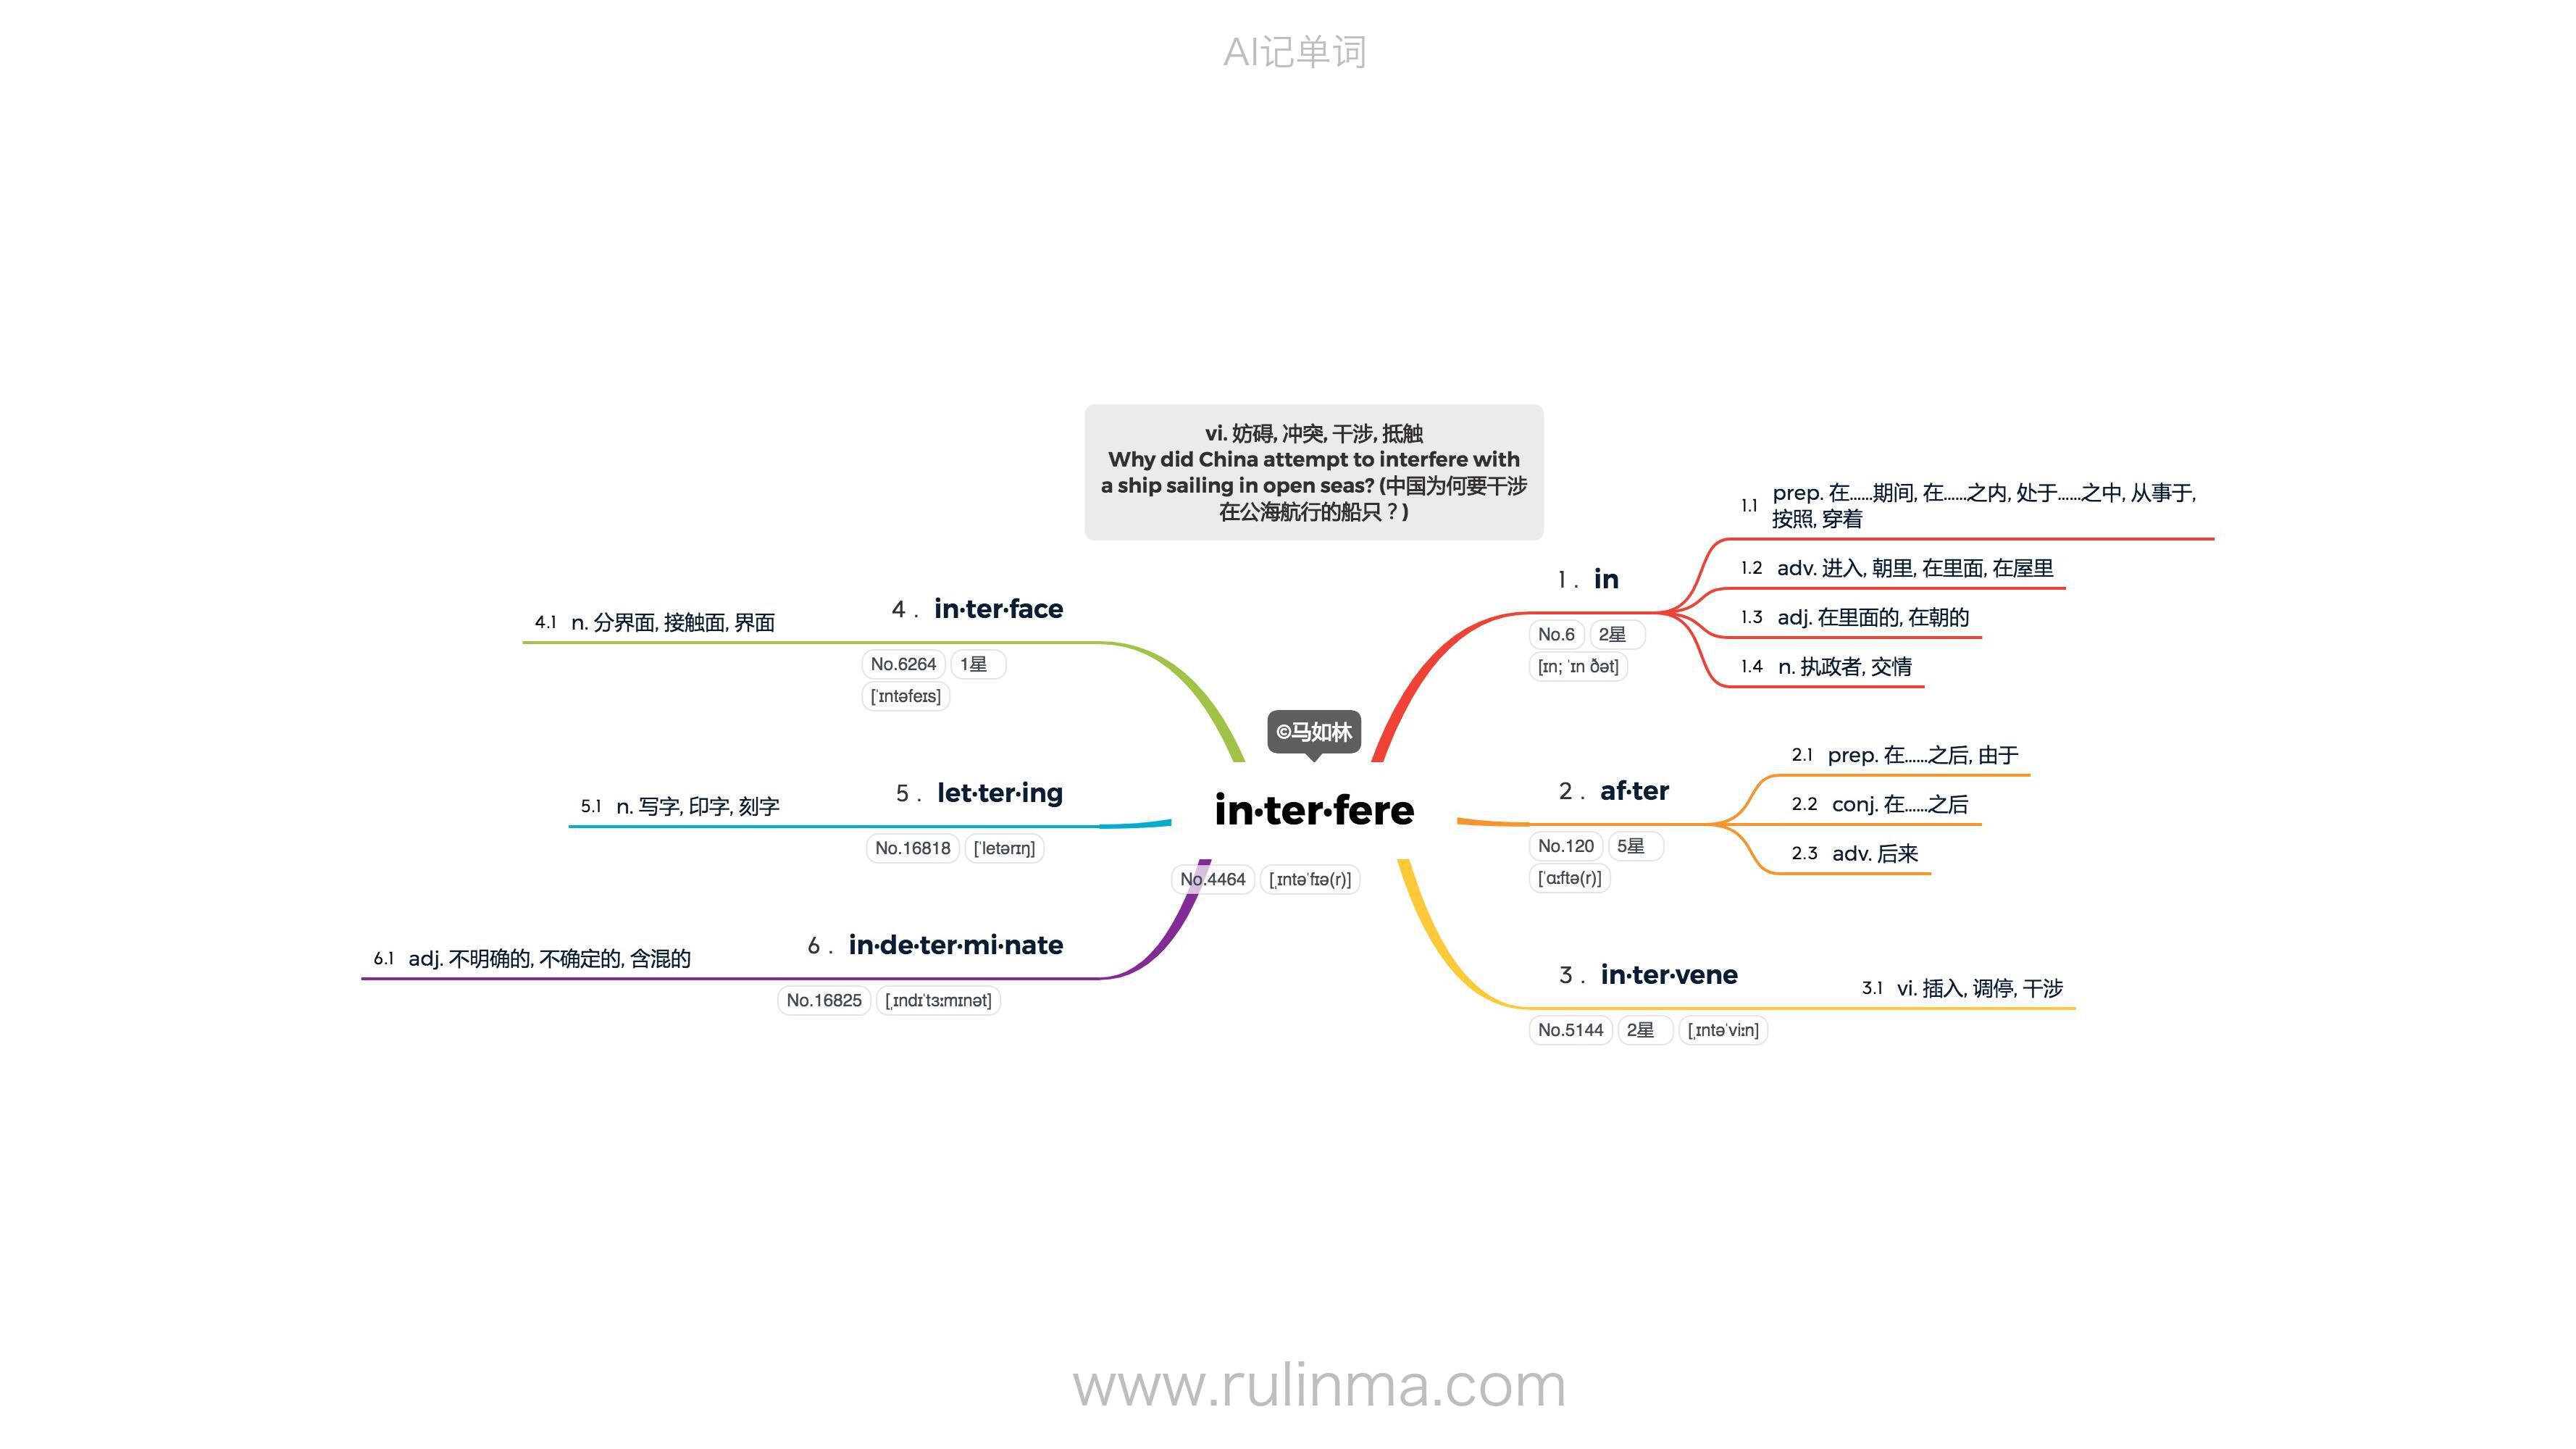 AI记单词
vi. 妨碍, 冲突, 干涉, 抵触
Why did China attempt to interfere with
a ship sailing in open seas? (中国为何要干涉
在公海航行的船只？)
©马如林
in·ter·fere
No.4464 [ˌɪntəˈfɪə(r)]
1 . in
No.6 2星
[ɪn; ˈɪn ðət]
1.1 prep. 在……期间, 在……之内, 处于……之中, 从事于,
按照, 穿着
1.2 adv. 进入, 朝里, 在里面, 在屋里
1.3 adj. 在里面的, 在朝的
1.4 n. 执政者, 交情
2 . af·ter
No.120 5星
[ˈɑːftə(r)]
2.1 prep. 在……之后, 由于
2.2 conj. 在……之后
2.3 adv. 后来
3 . in·ter·vene
No.5144 2星 [ˌɪntəˈviːn]
3.1 vi. 插入, 调停, 干涉
4 . in·ter·face
No.6264 1星
[ˈɪntəfeɪs]
4.1 n. 分界面, 接触面, 界面
5 . let·ter·ing
No.16818 [ˈletərɪŋ]
5.1 n. 写字, 印字, 刻字
6 . in·de·ter·mi·nate
No.16825 [ˌɪndɪˈtɜːmɪnət]
6.1 adj. 不明确的, 不确定的, 含混的
www.rulinma.com